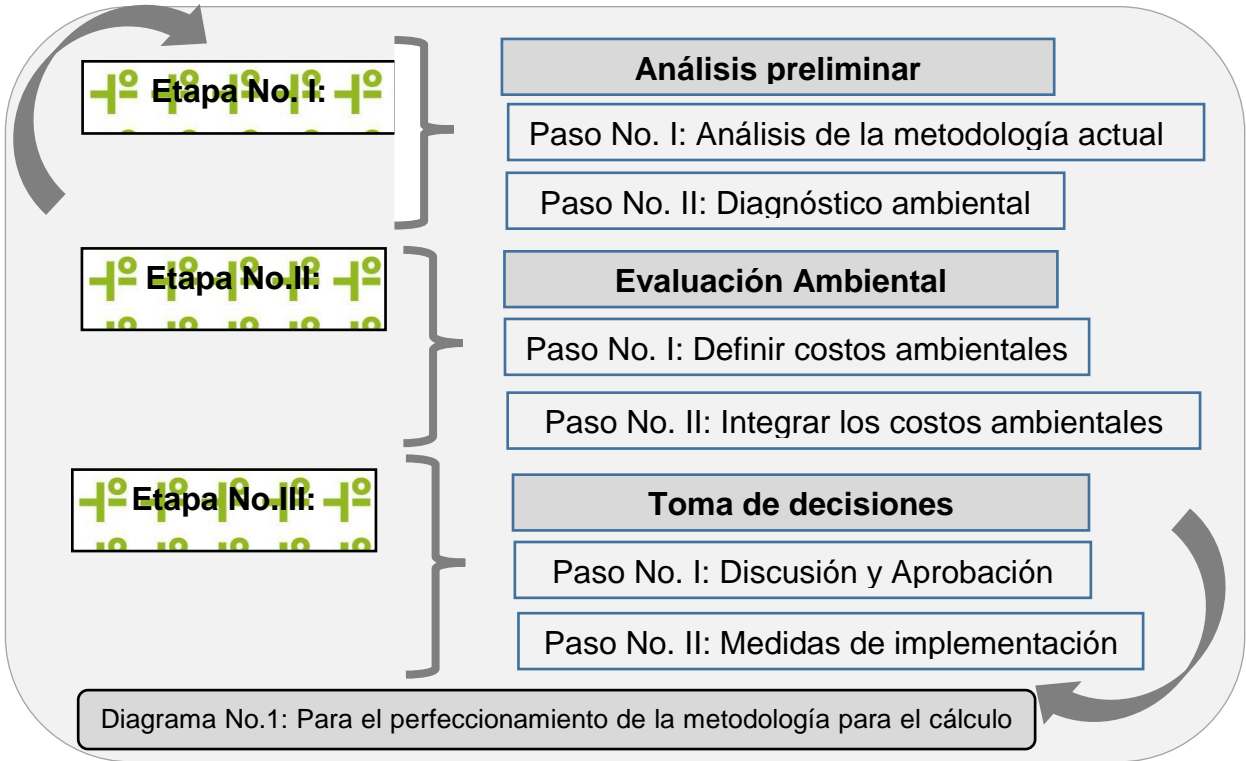 Etapa No. I:
Análisis preliminar
Paso No. I: Análisis de la metodología actual
Paso No. II: Diagnóstico ambiental
Etapa No.II:
Evaluación Ambiental
Paso No. I: Definir costos ambientales
Paso No. II: Integrar los costos ambientales
Etapa No.III:
Toma de decisiones
Paso No. I: Discusión y Aprobación
Paso No. II: Medidas de implementación
Diagrama No.1: Para el perfeccionamiento de la metodología para el cálculo